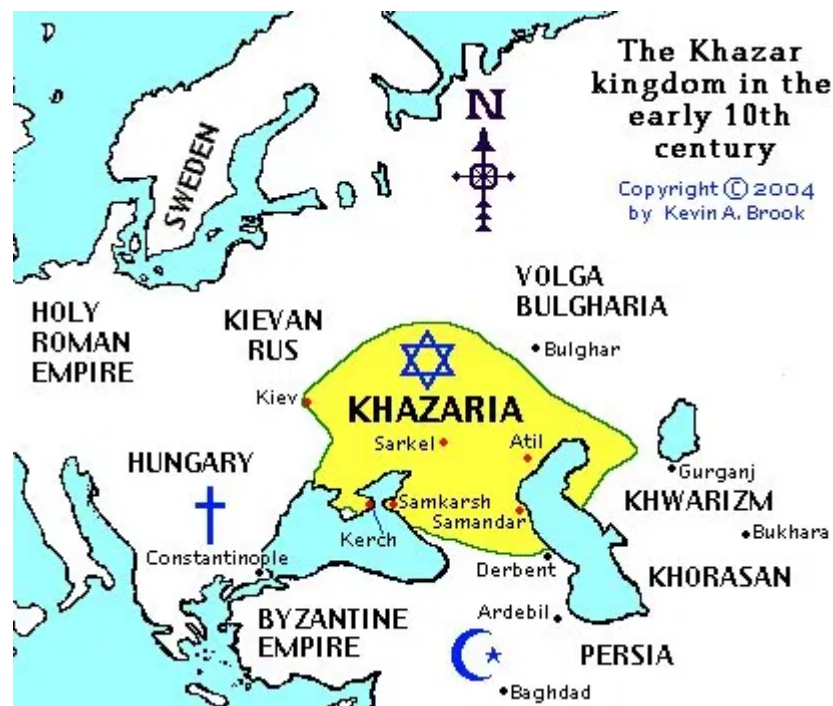 The Khazar
kingdom in the
early 10th
century
Copyright © 2004
by Kevin A. Brook
N
SWEDEN
VOLGA
BULGHARIA
HOLY
ROMAN
EMPIRE
KIEVAN
RUS
Bulghar
Kiev
KHAZARIA
Sarkel
Atil
HUNGARY
Gurganj
KHWARIZM
Samkarsh
Samandar
Kerch
Bukhara
Constantinople
Derbent
KHORASAN
BYZANTINE
EMPIRE
Ardebil
PERSIA
Baghdad